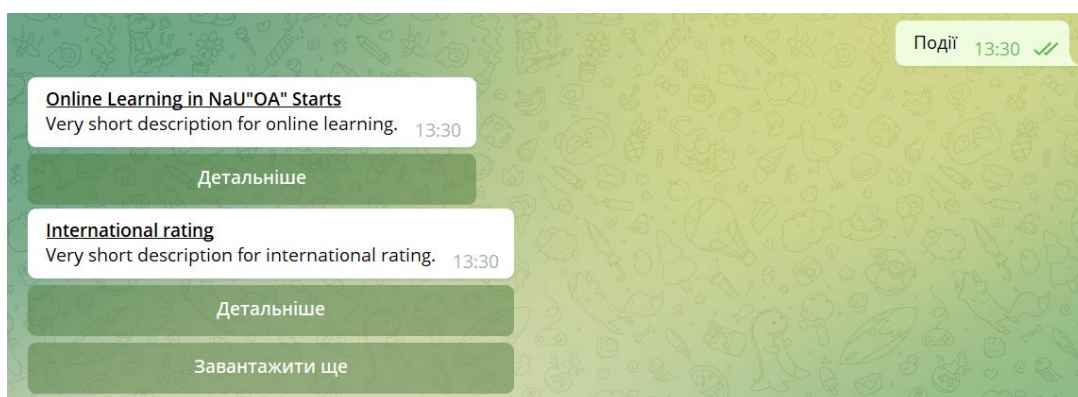 Події 13:30
Online Learning in NaU"OA" Starts
Very short description for online learning. 13:30
Детальніше
International rating
Very short description for international rating. 13:30
Детальніше
Завантажити ще